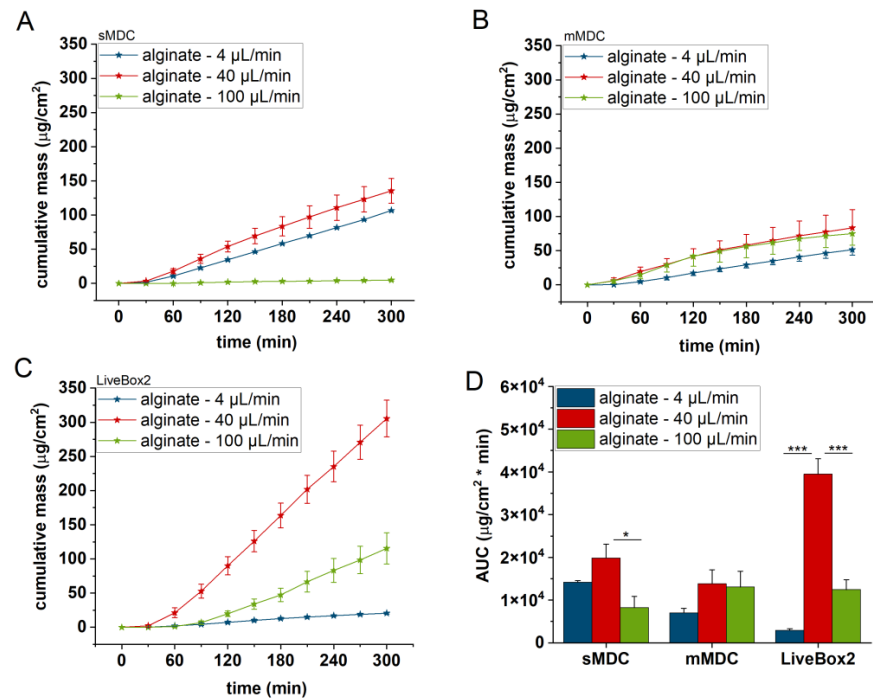 A
sMDC
alginate - 4 µL/min
alginate - 40 µL/min
alginate - 100 µL/min
cumulative mass (µg/cm²)
350
300
250
200
150
100
50
0
0 60 120 180 240 300
time (min)
B
mMDC
alginate - 4 µL/min
alginate - 40 µL/min
alginate - 100 µL/min
cumulative mass (µg/cm²)
350
300
250
200
150
100
50
0
0 60 120 180 240 300
time (min)
C
LiveBox2
alginate - 4 µL/min
alginate - 40 µL/min
alginate - 100 µL/min
cumulative mass (µg/cm²)
350
300
250
200
150
100
50
0
0 60 120 180 240 300
time (min)
D
alginate - 4 µL/min
alginate - 40 µL/min
alginate - 100 µL/min
AUC (µg/cm² * min)
6×10⁴
5×10⁴
4×10⁴
3×10⁴
2×10⁴
1×10⁴
0
*
*** ***
sMDC mMDC LiveBox2